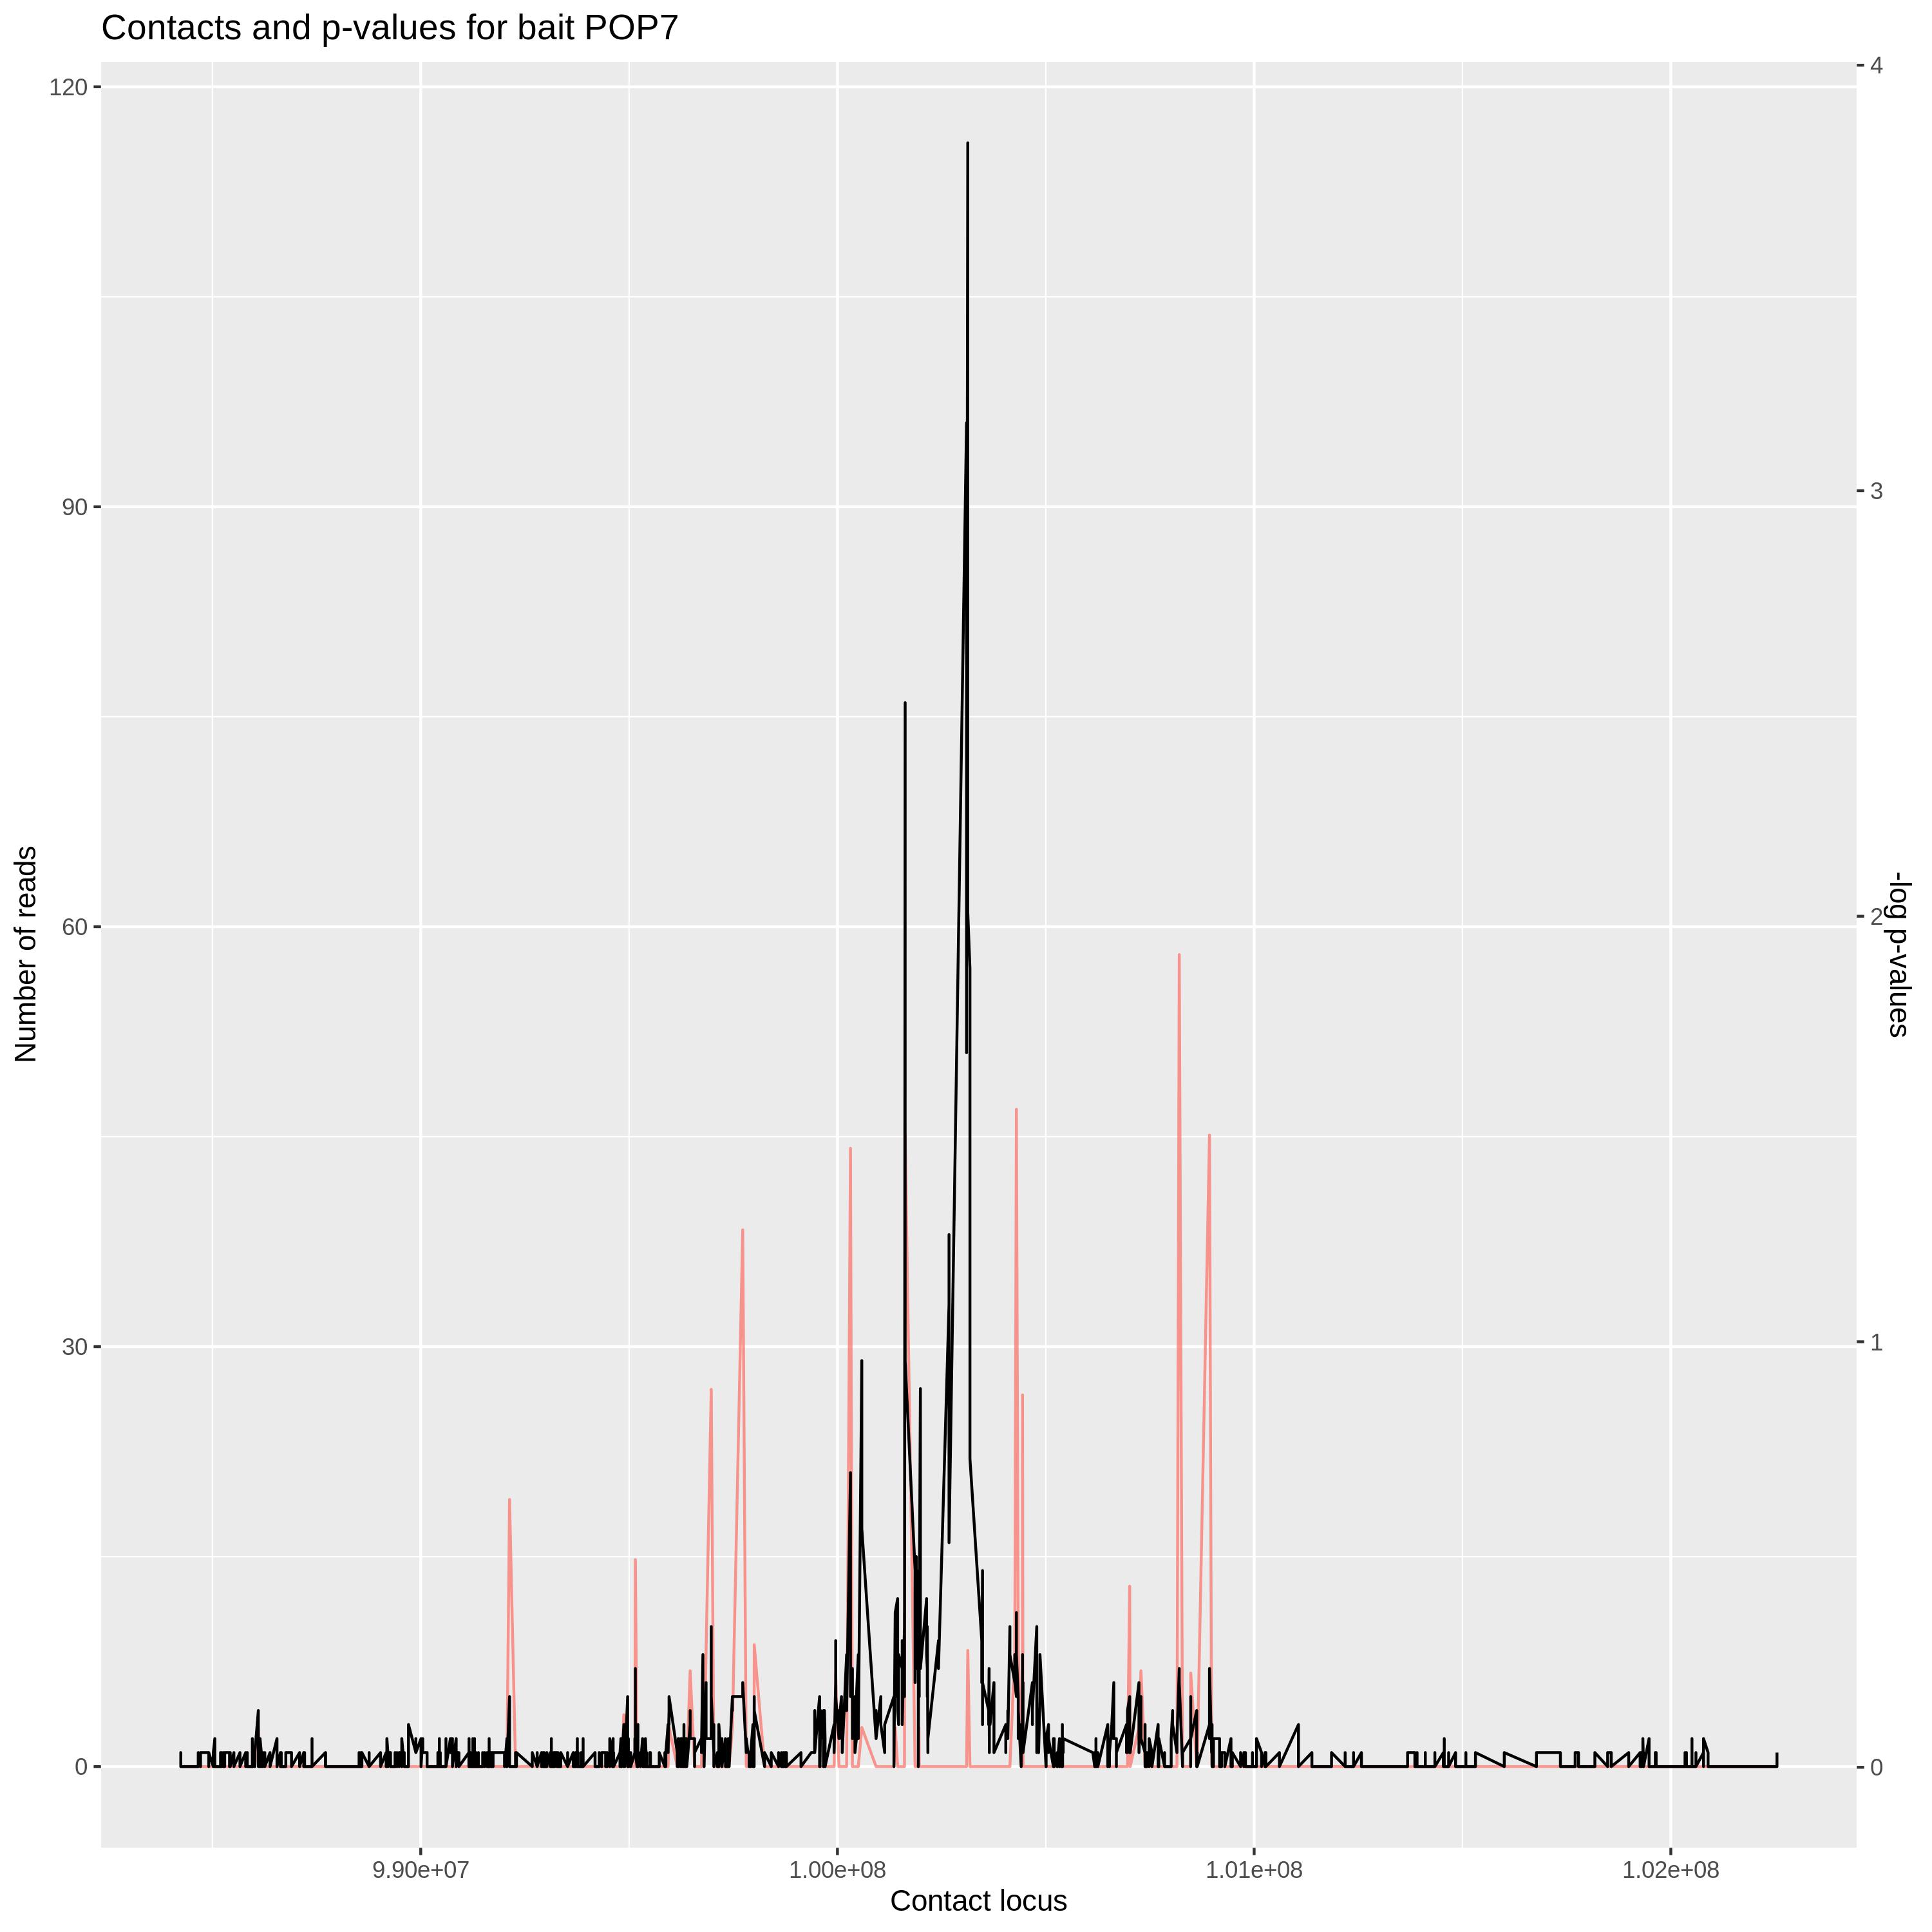 Contacts and p-values for bait POP7
120
90
60
30
0
Number of reads
4
3
2
1
0
-log p-values
9.90e+07
1.00e+08
1.01e+08
1.02e+08
Contact locus